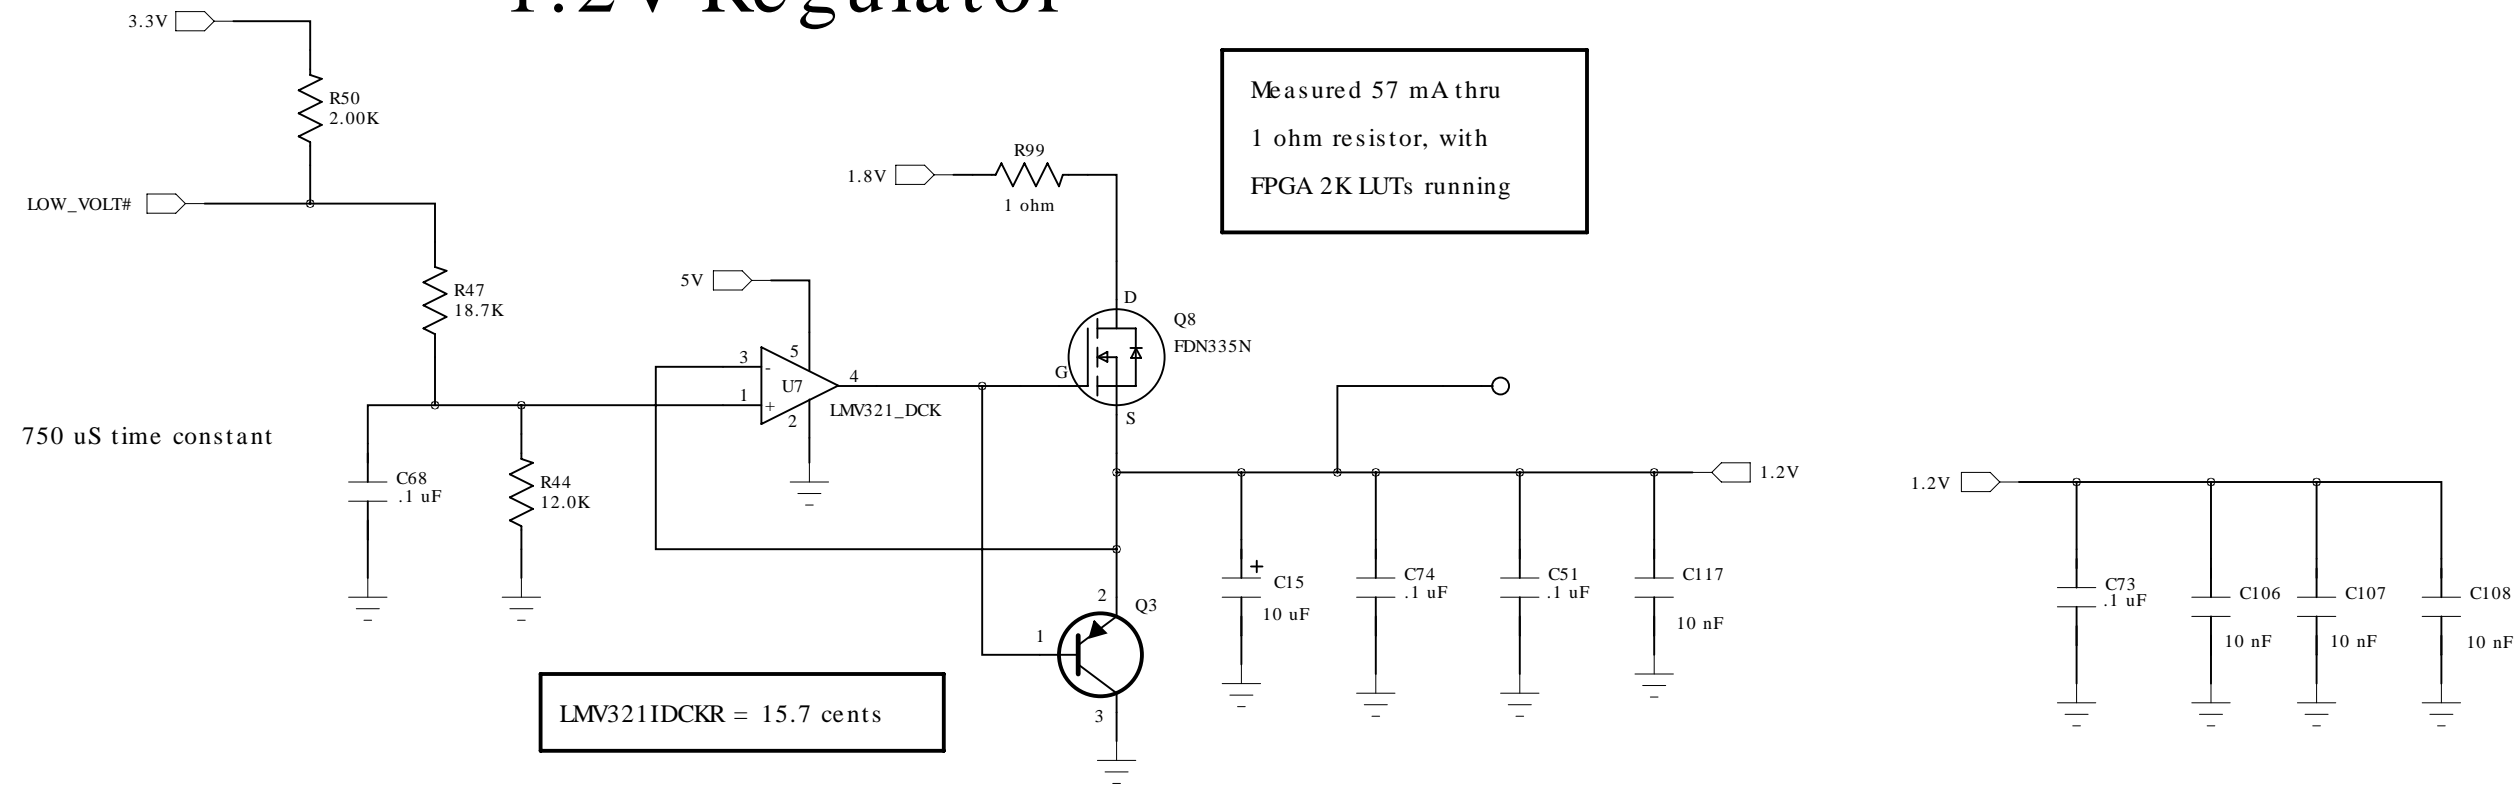 1.2V Regulator
3.3V
R50
2.00K
LOW_VOLT#
R47
18.7K
750 uS time constant
C68
.1 uF
R44
12.0K
5V
3
-
5
U7
4
1
+
2
LMV321_DCK
1.8V
R99
1 ohm
D
Q8
FDN335N
G
S
Measured 57 mA thru
1 ohm resistor, with
FPGA 2K LUTs running
1.2V
+
C15
10 uF
C74
.1 uF
C51
.1 uF
C117
10 nF
2
Q3
1
3
LMV321IDCKR = 15.7 cents
1.2V
C73
.1 uF
C106
10 nF
C107
10 nF
C108
10 nF